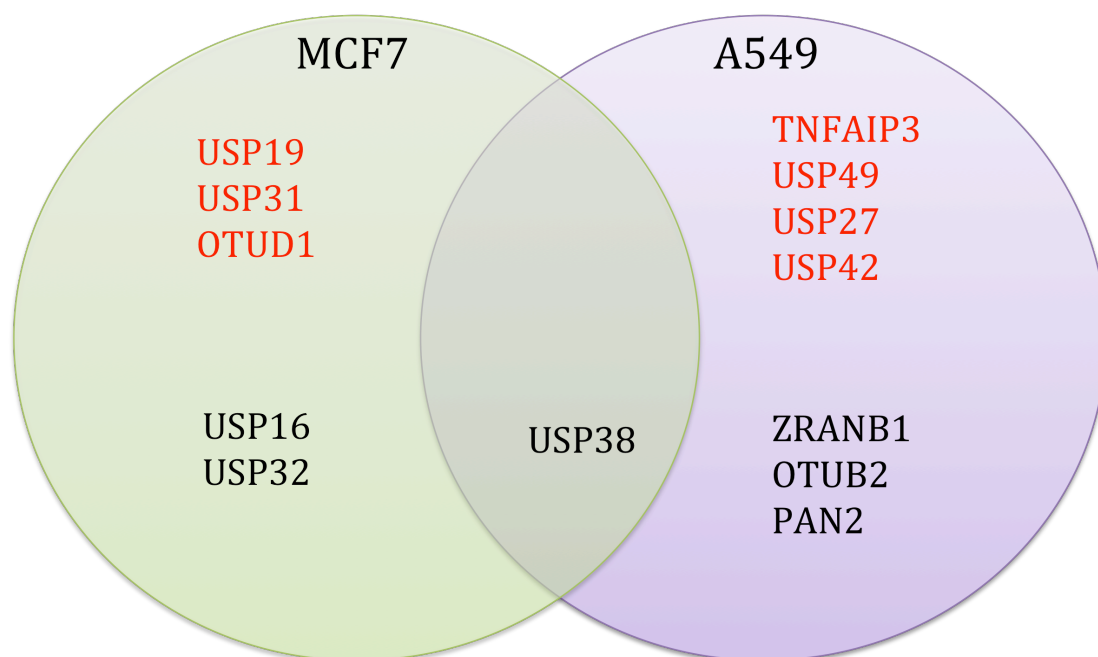 MCF7
USP19
USP31
OTUD1
USP16
USP32
USP38
A549
TNFAIP3
USP49
USP27
USP42
ZRANB1
OTUB2
PAN2